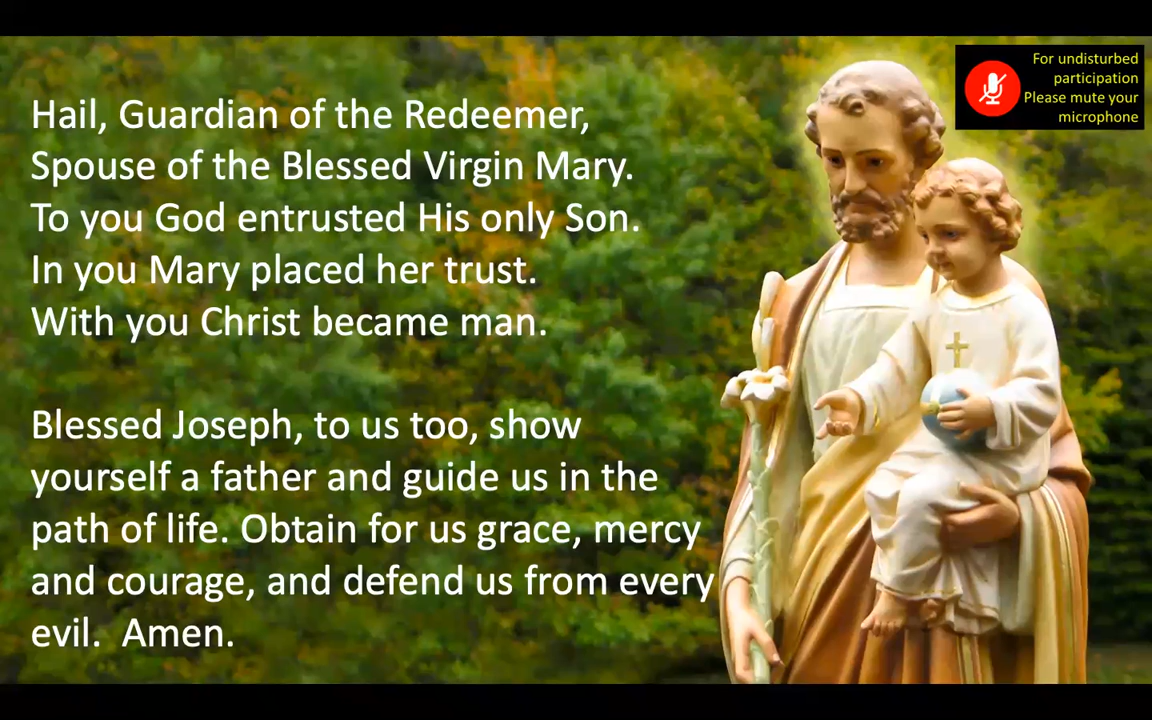 Hail, Guardian of the Redeemer,
Spouse of the Blessed Virgin Mary.
To you God entrusted His only Son.
In you Mary placed her trust.
With you Christ became man.
Blessed Joseph, to us too, show
yourself a father and guide us in the
path of life. Obtain for us grace, mercy
and courage, and defend us from every
evil.  Amen.
For undisturbed
participation
Please mute your
microphone